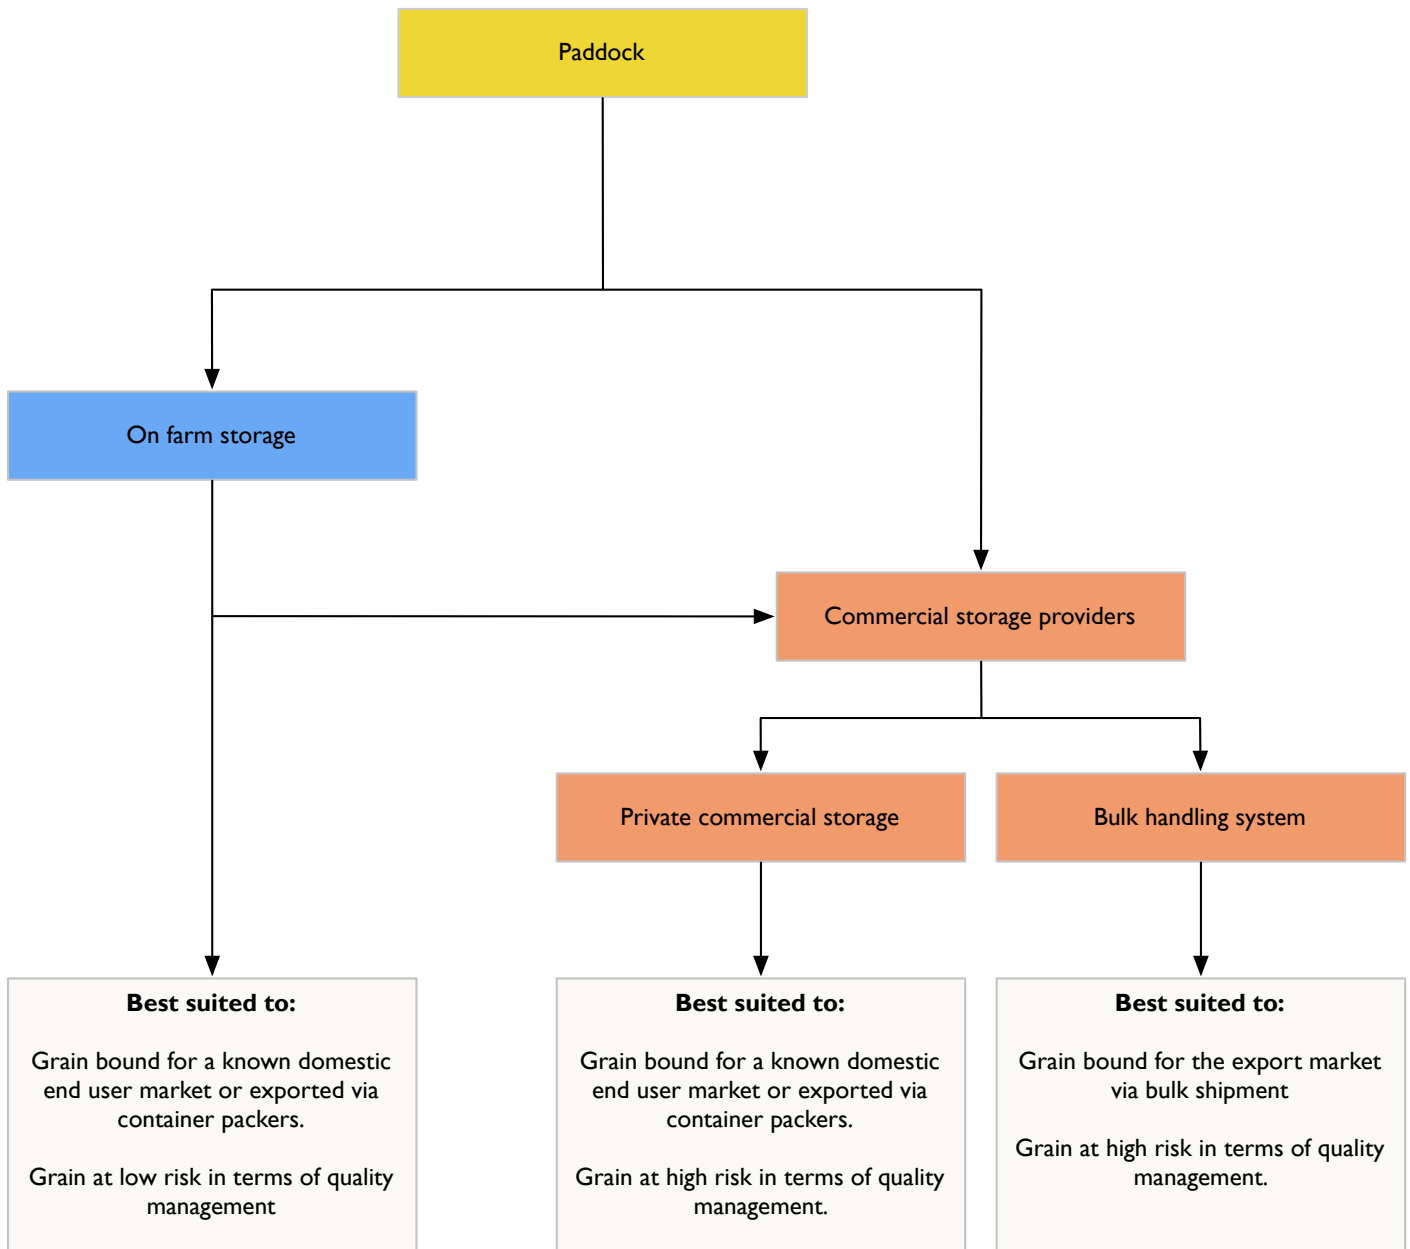 Paddock
On farm storage
Commercial storage providers
Private commercial storage
Bulk handling system
Best suited to:
Grain bound for a known domestic
end user market or exported via
container packers.
Grain at low risk in terms of quality
management
Best suited to:
Grain bound for a known domestic
end user market or exported via
container packers.
Grain at high risk in terms of quality
management.
Best suited to:
Grain bound for the export market
via bulk shipment
Grain at high risk in terms of quality
management.